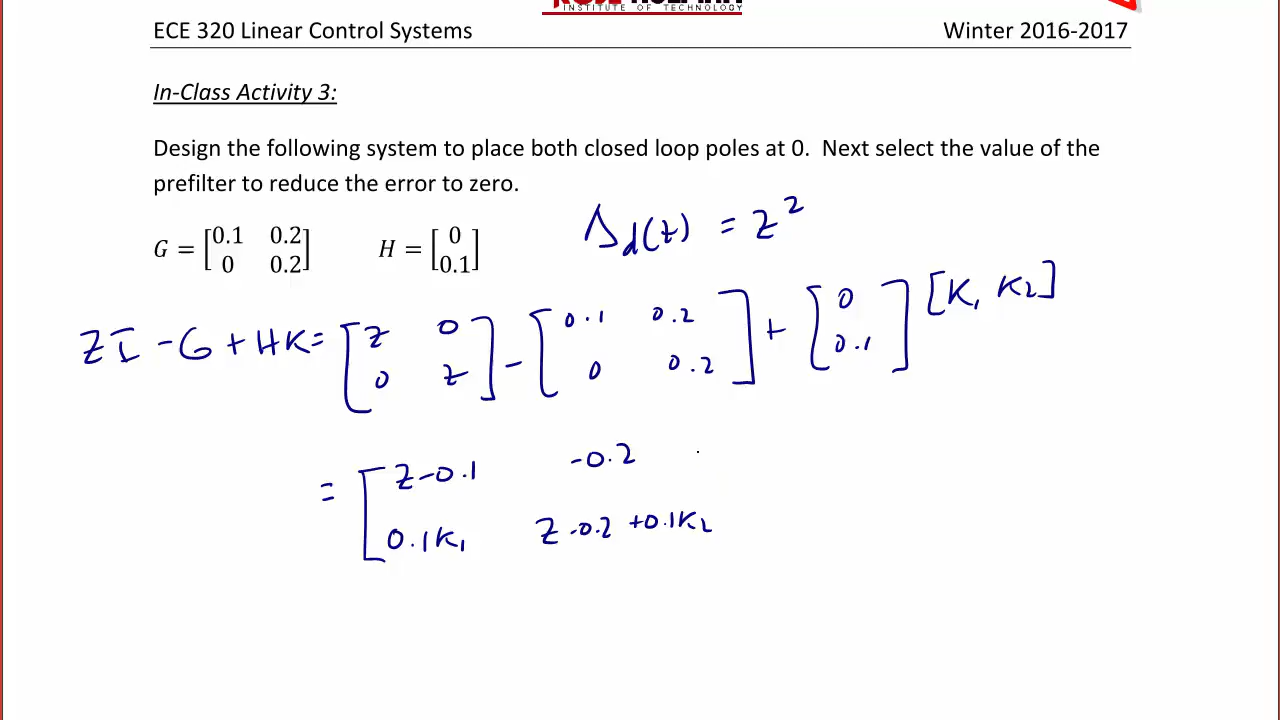 INSTITUTE OF TECHNOLOGY
ECE 320 Linear Control Systems Winter 2016-2017
In-Class Activity 3:
Design the following system to place both closed loop poles at 0. Next select the value of the
prefilter to reduce the error to zero.
G = [0.1 0.2; 0 0.2] H = [0; 0.1] Δd(z) = z²
ZI - G + HK = [z 0; 0 z] - [0.1 0.2; 0 0.2] + [0; 0.1] [K1 K2]
= [z-0.1 -0.2; 0.1K1 z-0.2+0.1K2